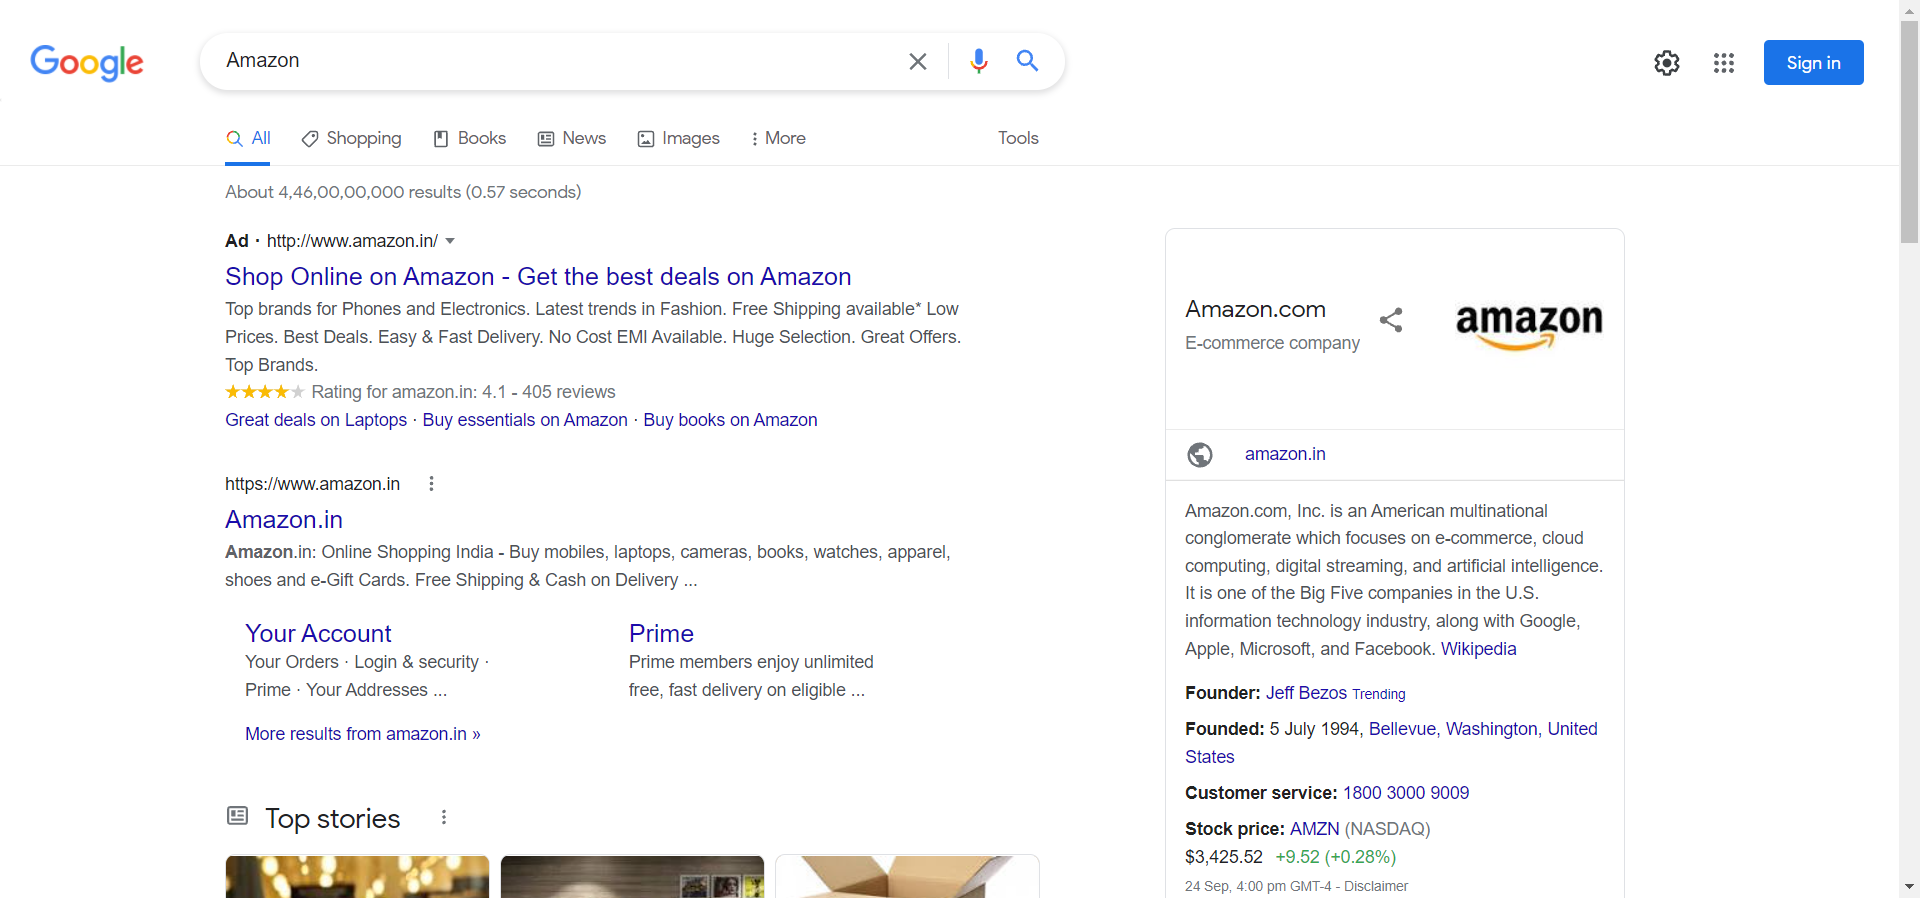 Google
Amazon
Sign in
All
Shopping
Books
News
Images
More
Tools
About 4,46,00,00,000 results (0.57 seconds)
Ad · http://www.amazon.in/
Shop Online on Amazon - Get the best deals on Amazon
Top brands for Phones and Electronics. Latest trends in Fashion. Free Shipping available* Low
Prices. Best Deals. Easy & Fast Delivery. No Cost EMI Available. Huge Selection. Great Offers.
Top Brands.
Rating for amazon.in: 4.1 - 405 reviews
Great deals on Laptops · Buy essentials on Amazon · Buy books on Amazon
https://www.amazon.in
Amazon.in
Amazon.in: Online Shopping India - Buy mobiles, laptops, cameras, books, watches, apparel,
shoes and e-Gift Cards. Free Shipping & Cash on Delivery ...
Your Account
Your Orders · Login & security ·
Prime · Your Addresses ...
Prime
Prime members enjoy unlimited
free, fast delivery on eligible ...
More results from amazon.in »
Top stories
Amazon.com
E-commerce company
amazon
amazon.in
Amazon.com, Inc. is an American multinational
conglomerate which focuses on e-commerce, cloud
computing, digital streaming, and artificial intelligence.
It is one of the Big Five companies in the U.S.
information technology industry, along with Google,
Apple, Microsoft, and Facebook. Wikipedia
Founder: Jeff Bezos Trending
Founded: 5 July 1994, Bellevue, Washington, United
States
Customer service: 1800 3000 9009
Stock price: AMZN (NASDAQ)
$3,425.52 +9.52 (+0.28%)
24 Sep, 4:00 pm GMT-4 - Disclaimer